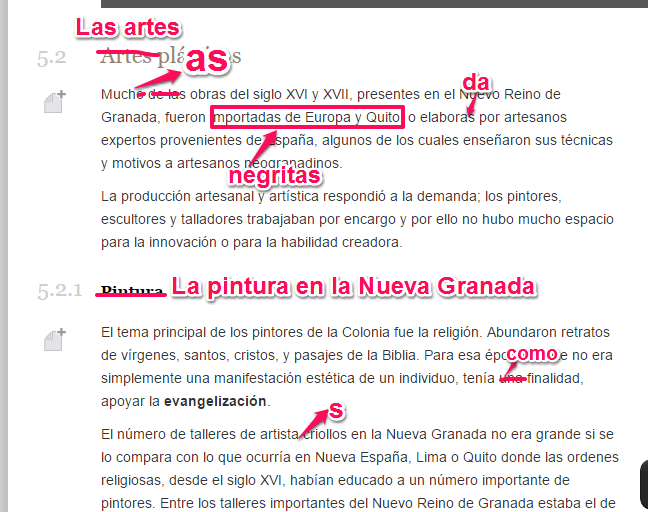 Las artes
5.2 Artes plásticas
as
Mucho de las obras del siglo XVI y XVII, presentes en el Nuevo Reino de
da
Granada, fueron importadas de Europa y Quito o elaboras por artesanos
expertos provenientes de España, algunos de los cuales enseñaron sus técnicas
negritas
y motivos a artesanos neogranadinos.
La producción artesanal y artística respondió a la demanda; los pintores,
escultores y talladores trabajaban por encargo y por ello no hubo mucho espacio
para la innovación o para la habilidad creadora.
5.2.1 Pintura La pintura en la Nueva Granada
El tema principal de los pintores de la Colonia fue la religión. Abundaron retratos
de vírgenes, santos, cristos, y pasajes de la Biblia. Para esa no era
como
simplemente una manifestación estética de un individuo, tenía una finalidad,
apoyar la evangelización.
s
El número de talleres de artista criollos en la Nueva Granada no era grande si se
lo compara con lo que ocurría en Nueva España, Lima o Quito donde las ordenes
religiosas, desde el siglo XVI, habían educado a un número importante de
pintores. Entre los talleres importantes del Nuevo Reino de Granada estaba el de